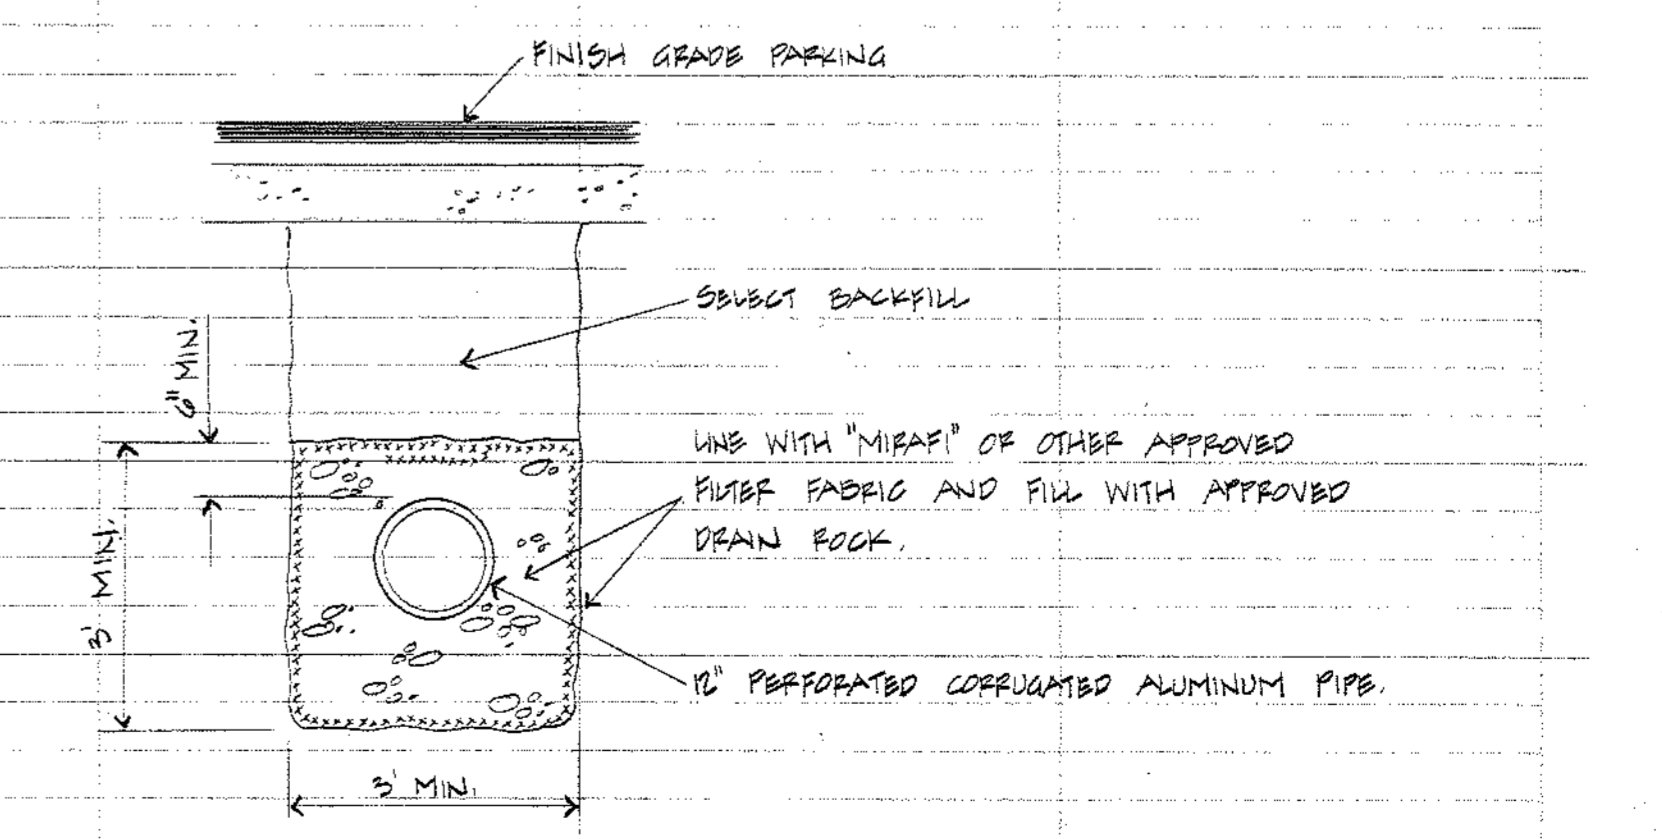 FINISH GRADE PARKING
SELECT BACKFILL
6" MIN.
LINE WITH "MIRAFI" OR OTHER APPROVED
FILTER FABRIC AND FILL WITH APPROVED
DRAIN ROCK.
3' MIN.
12" PERFORATED CORRUGATED ALUMINUM PIPE.
3' MIN.